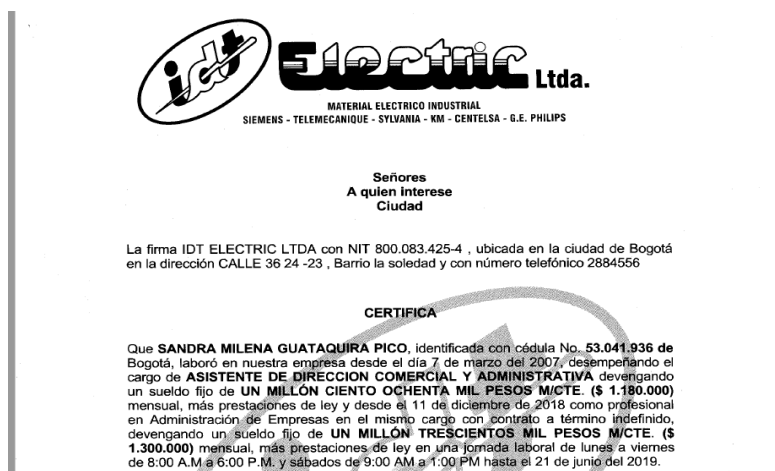 idt Electric Ltda.
MATERIAL ELECTRICO INDUSTRIAL
SIEMENS - TELEMECANIQUE - SYLVANIA - KM - CENTELSA - G.E. PHILIPS
Señores
A quien interese
Ciudad
La firma IDT ELECTRIC LTDA con NIT 800.083.425-4 , ubicada en la ciudad de Bogotá
en la dirección CALLE 36 24 -23 , Barrio la soledad y con número telefónico 2884556
CERTIFICA
Que SANDRA MILENA GUATAQUIRA PICO, identificada con cédula No. 53.041.936 de
Bogotá, laboró en nuestra empresa desde el día 7 de marzo del 2007, desempeñando el
cargo de ASISTENTE DE DIRECCION COMERCIAL Y ADMINISTRATIVA devengando
un sueldo fijo de UN MILLÓN CIENTO OCHENTA MIL PESOS M/CTE. ($ 1.180.000)
mensual, más prestaciones de ley y desde el 11 de diciembre de 2018 como profesional
en Administración de Empresas en el mismo cargo con contrato a término indefinido,
devengando un sueldo fijo de UN MILLÓN TRESCIENTOS MIL PESOS M/CTE. ($
1.300.000) mensual, más prestaciones de ley en una jornada laboral de lunes a viernes
de 8:00 A.M a 6:00 P.M. y sábados de 9:00 AM a 1:00 PM hasta el 21 de junio del 2019.